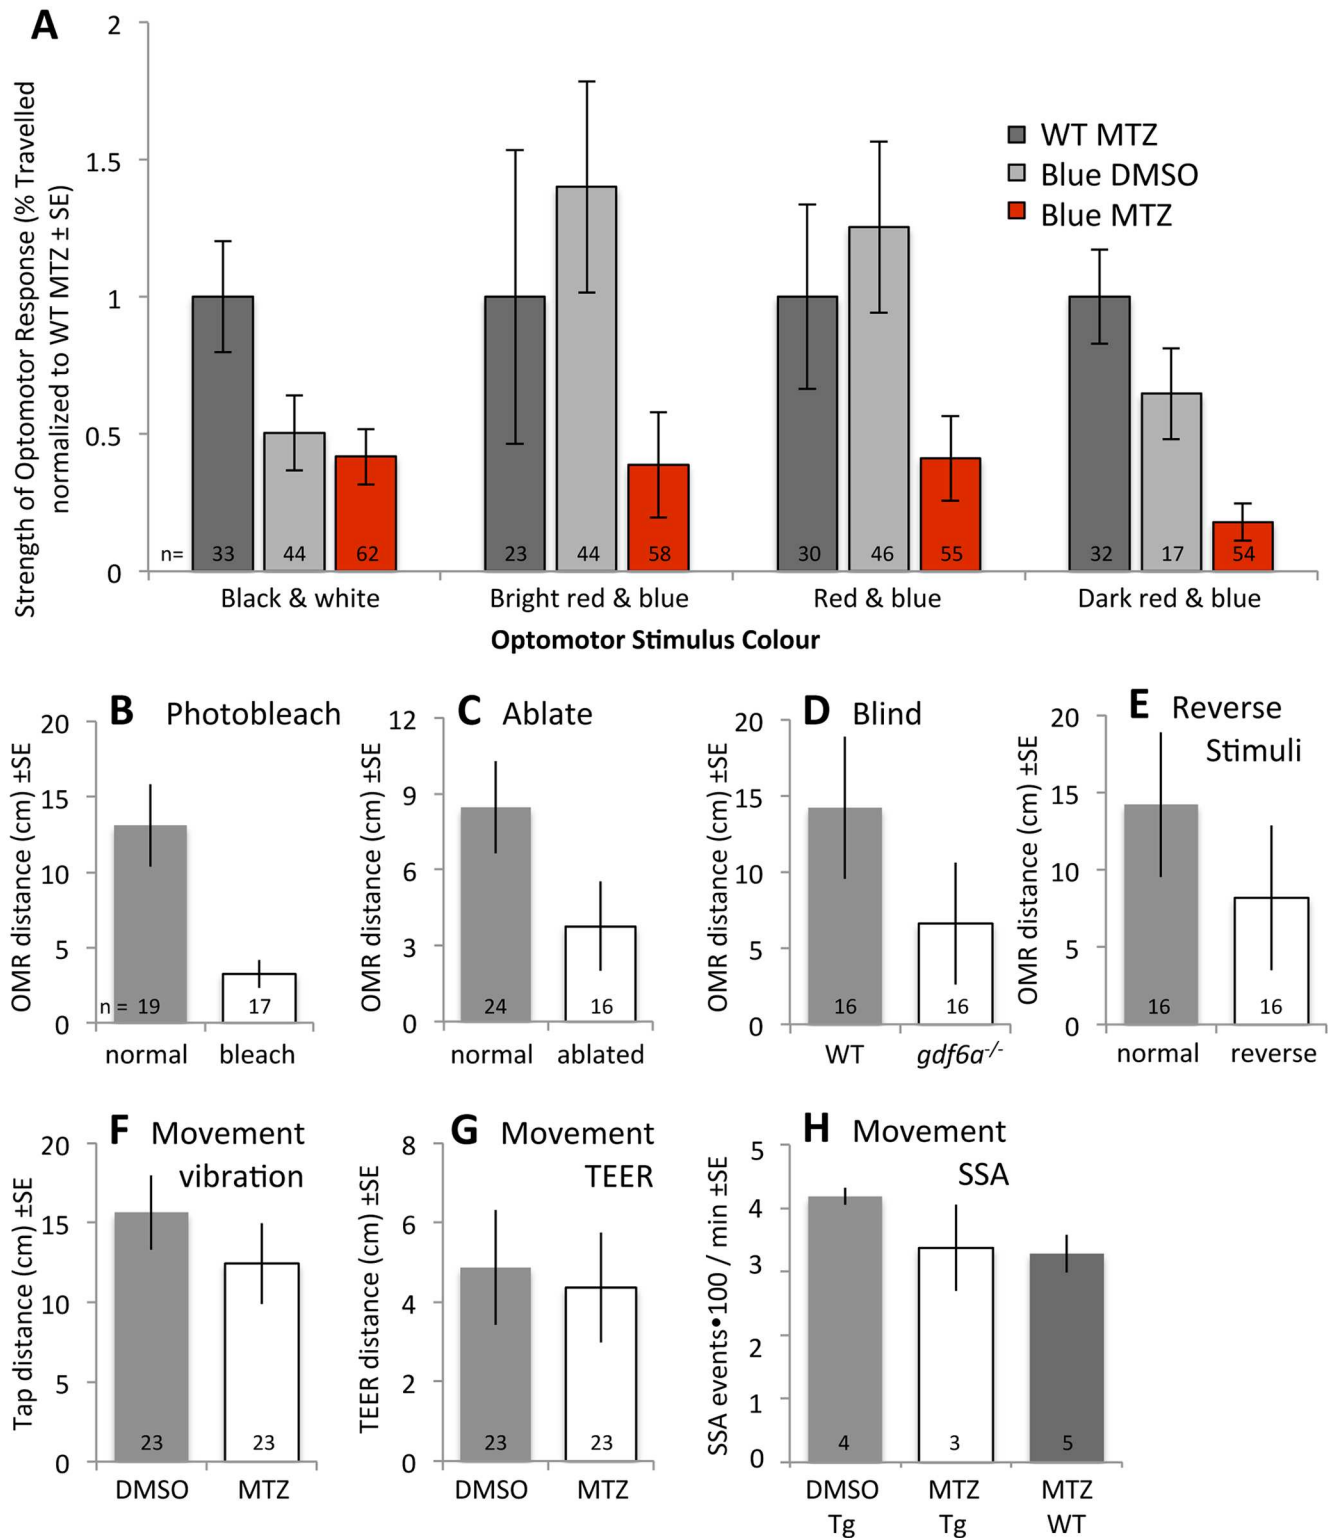 A
Strength of Optomotor Response (% Travelled
normalized to WT MTZ ± SE)
2
1.5
1
0.5
0
WT MTZ
Blue DMSO
Blue MTZ
n= 33 44 62 23 44 58 30 46 55 32 17 54
Black & white Bright red & blue Red & blue Dark red & blue
Optomotor Stimulus Colour
B Photobleach
OMR distance (cm) ±SE
20
15
10
5
0
n = 19 17
normal bleach
C Ablate
OMR distance (cm) ±SE
12
9
6
3
0
24 16
normal ablated
D Blind
OMR distance (cm) ±SE
20
15
10
5
0
16 16
WT gdf6a-/-
E Reverse
Stimuli
OMR distance (cm) ±SE
20
15
10
5
0
16 16
normal reverse
F Movement
vibration
Tap distance (cm) ±SE
20
15
10
5
0
23 23
DMSO MTZ
G Movement
TEER
TEER distance (cm) ±SE
8
6
4
2
0
23 23
DMSO MTZ
H Movement
SSA
SSA events•100 / min ±SE
5
4
3
2
1
0
4 3 5
DMSO MTZ MTZ
Tg Tg WT